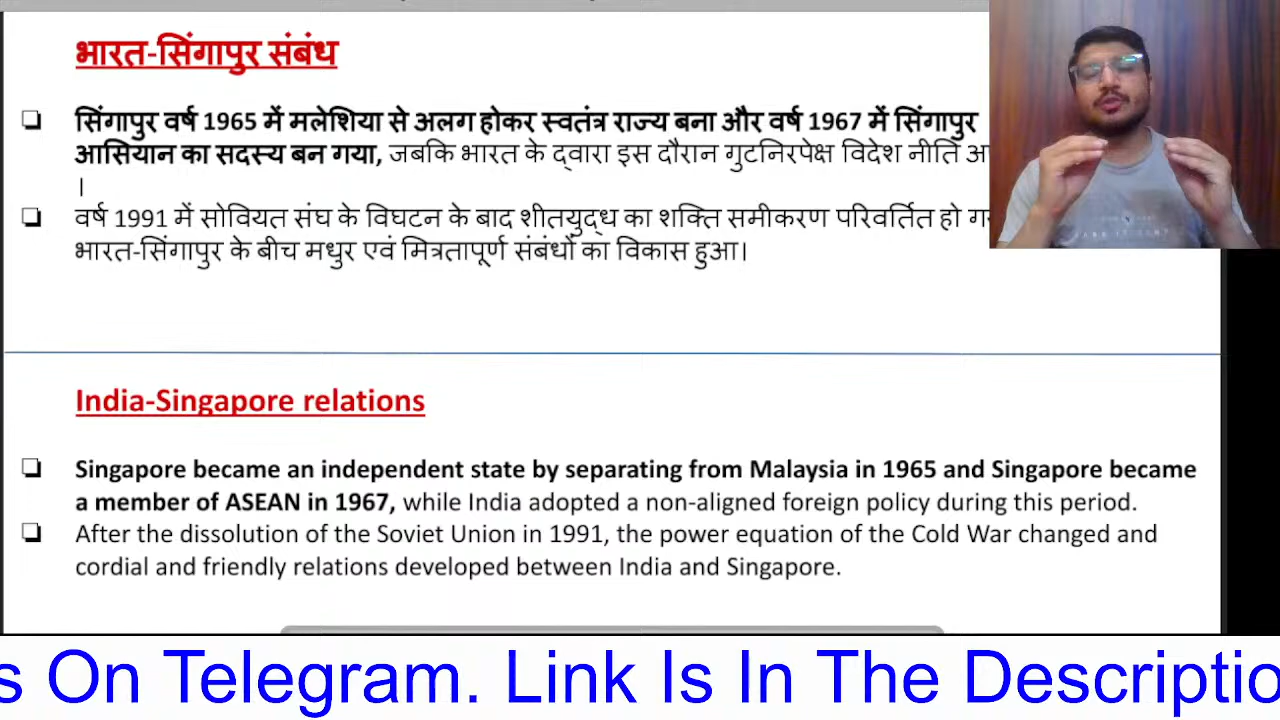 भारत-सिंगापुर संबंध
सिंगापुर वर्ष 1965 में मलेशिया से अलग होकर स्वतंत्र राज्य बना और वर्ष 1967 में सिंगापुर
आसियान का सदस्य बन गया, जबकि भारत के द्वारा इस दौरान गुटनिरपेक्ष विदेश नीति
।
वर्ष 1991 में सोवियत संघ के विघटन के बाद शीतयुद्ध का शक्ति समीकरण परिवर्तित हो
भारत-सिंगापुर के बीच मधुर एवं मित्रतापूर्ण संबंधों का विकास हुआ।
India-Singapore relations
Singapore became an independent state by separating from Malaysia in 1965 and Singapore became
a member of ASEAN in 1967, while India adopted a non-aligned foreign policy during this period.
After the dissolution of the Soviet Union in 1991, the power equation of the Cold War changed and
cordial and friendly relations developed between India and Singapore.
s On Telegram. Link Is In The Descriptio